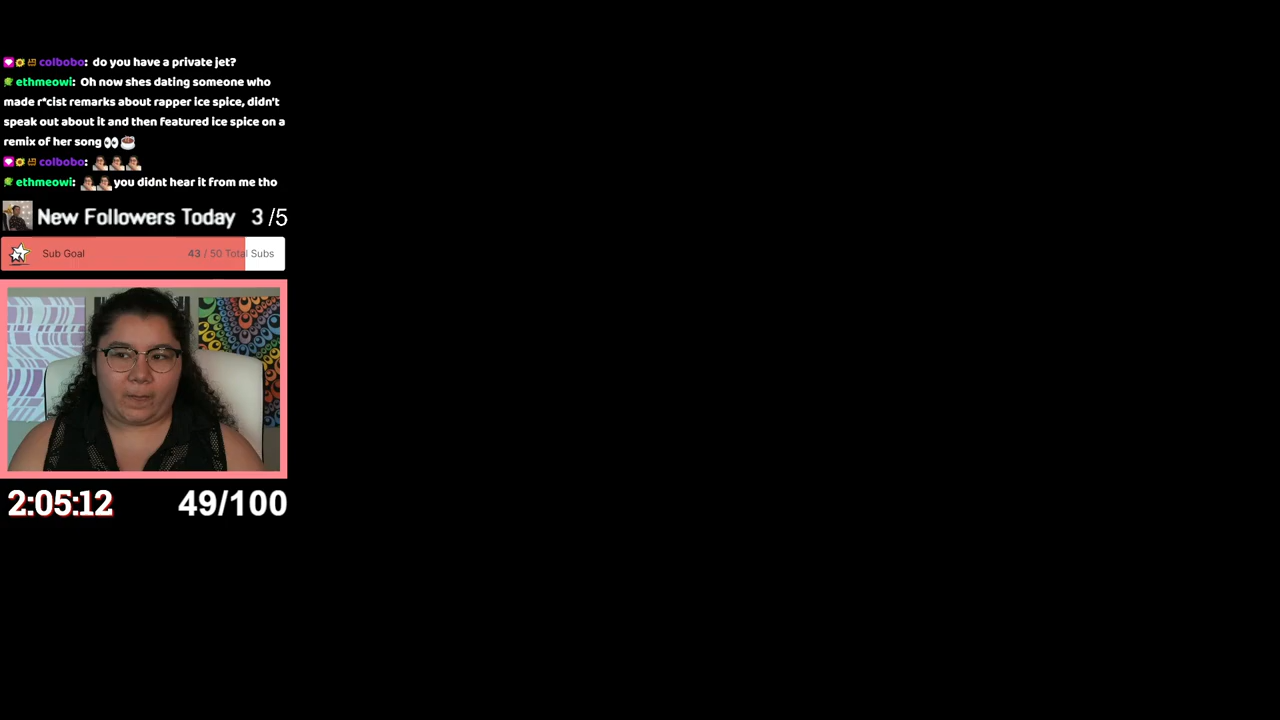 colbobo: do you have a private jet?
ethmeowi: Oh now shes dating someone who
made r*cist remarks about rapper ice spice, didn't
speak out about it and then featured ice spice on a
remix of her song
colbobo:
ethmeowi: you didnt hear it from me tho
New Followers Today 3 /5
Sub Goal 43 / 50 Total Subs
2:05:12 49/100